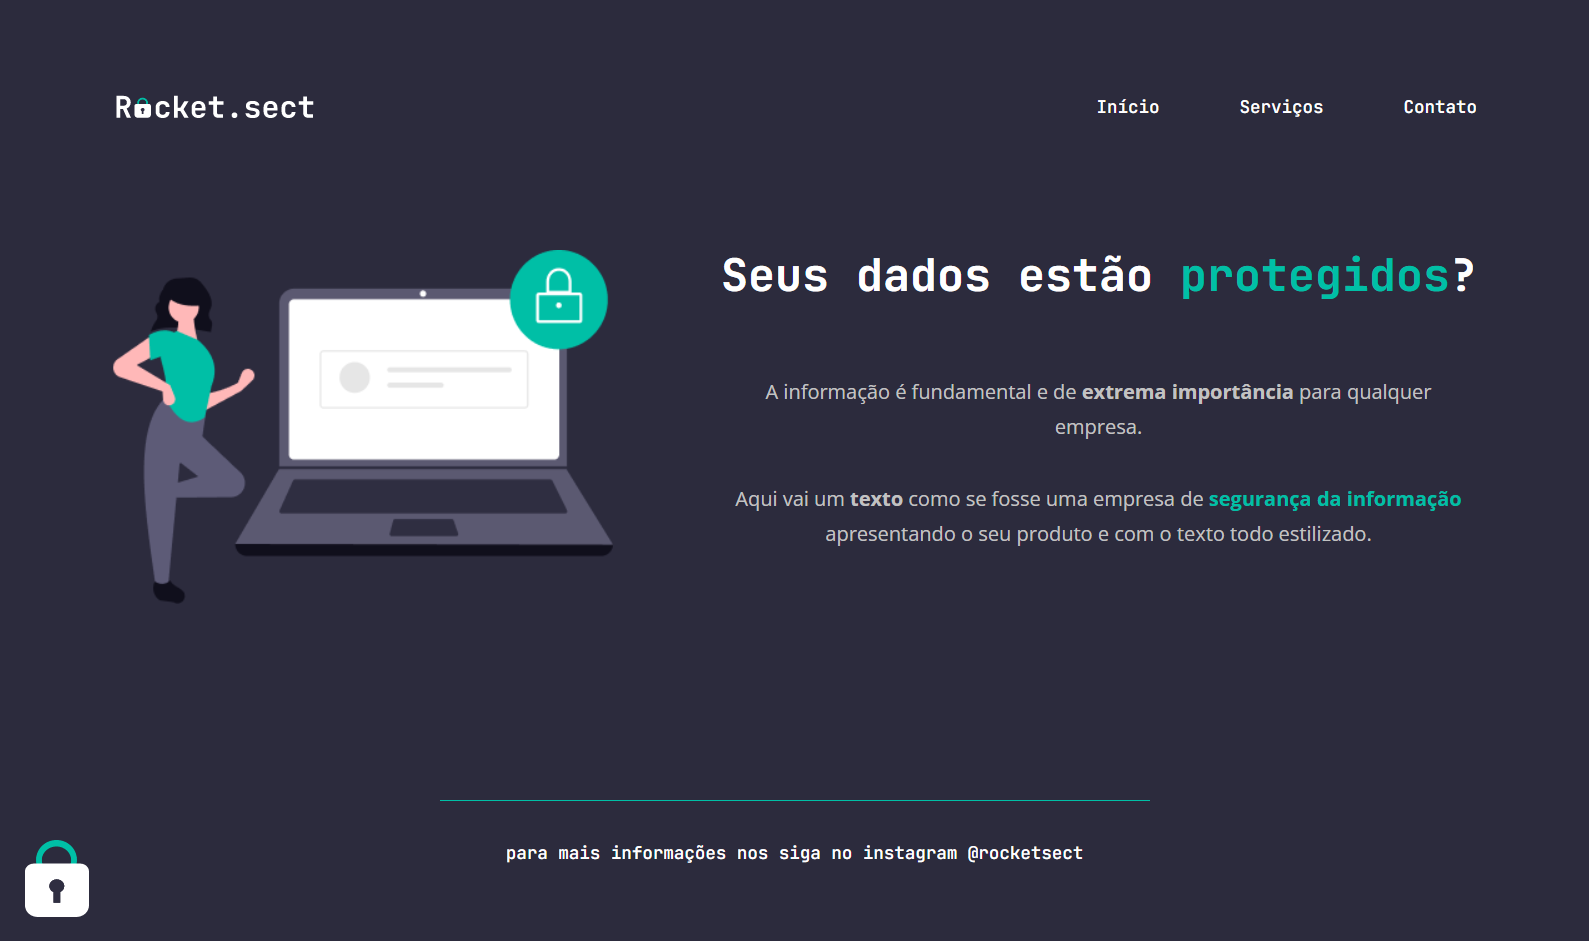 Rocket.sect
Início Serviços Contato
Seus dados estão protegidos?
A informação é fundamental e de extrema importância para qualquer
empresa.
Aqui vai um texto como se fosse uma empresa de segurança da informação
apresentando o seu produto e com o texto todo estilizado.
para mais informações nos siga no instagram @rocketsect